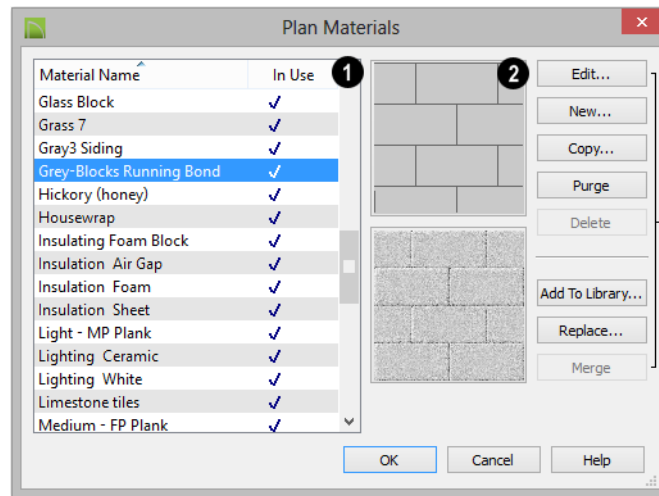 Plan Materials
Material Name In Use 1
Glass Block
Grass 7
Gray3 Siding
Grey-Blocks Running Bond
Hickory (honey)
Housewrap
Insulating Foam Block
Insulation Air Gap
Insulation Foam
Insulation Sheet
Light - MP Plank
Lighting Ceramic
Lighting White
Limestone tiles
Medium - FP Plank
2
Edit...
New...
Copy...
Purge
Delete
Add To Library...
Replace...
Merge
OK Cancel Help